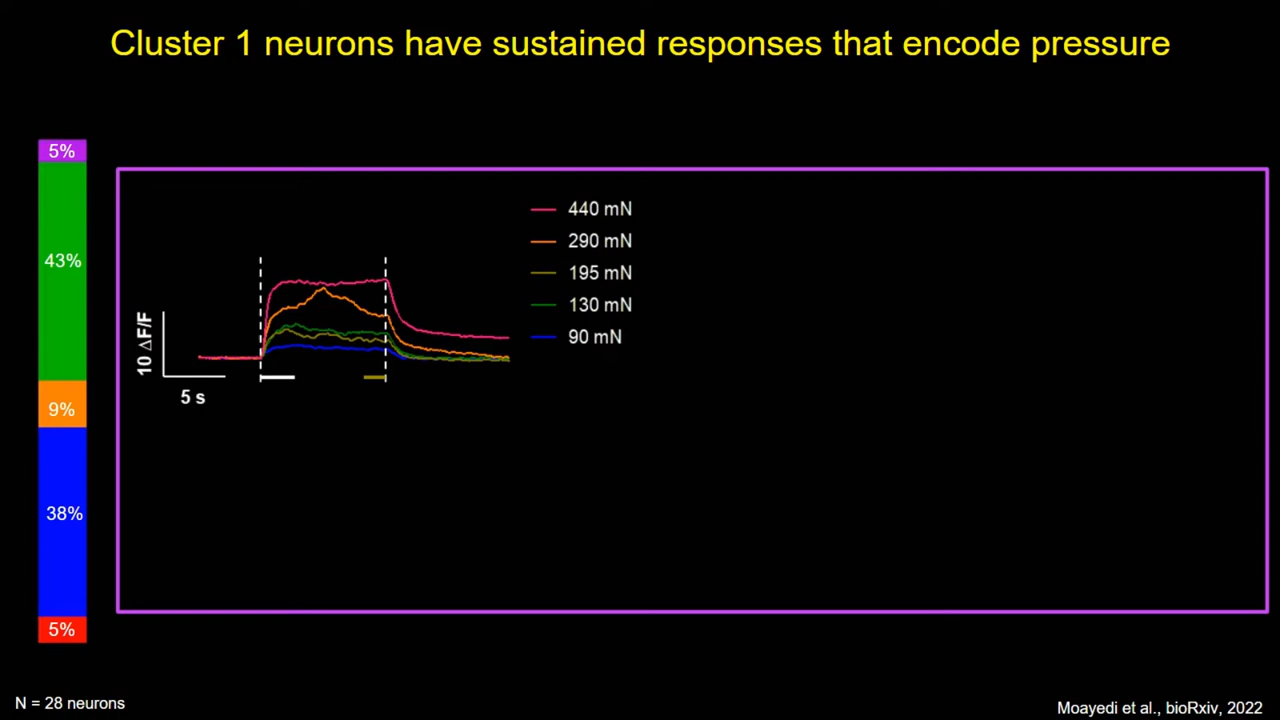 Cluster 1 neurons have sustained responses that encode pressure
5%
43%
9%
38%
5%
440 mN
290 mN
195 mN
130 mN
90 mN
10 ΔF/F
5 s
N = 28 neurons
Moayedi et al., bioRxiv, 2022